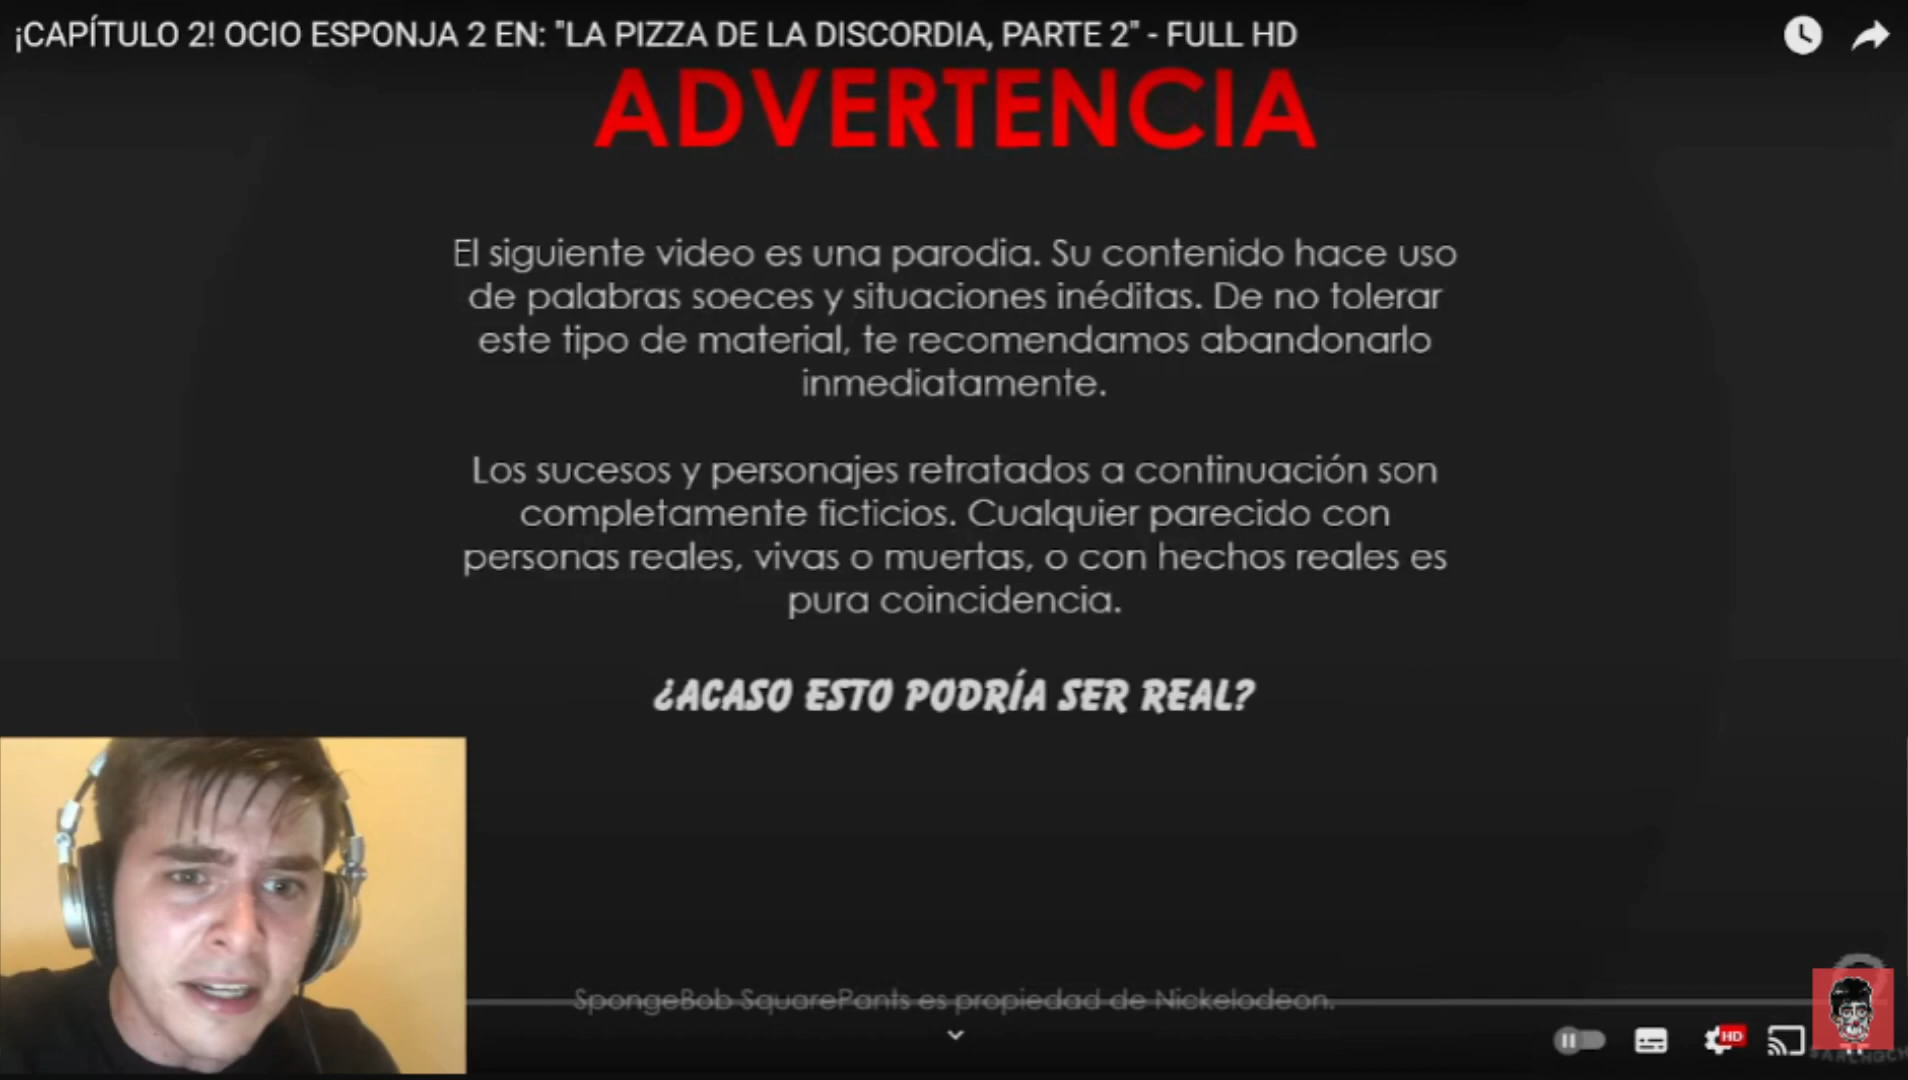 ¡CAPÍTULO 2! OCIO ESPONJA 2 EN: "LA PIZZA DE LA DISCORDIA, PARTE 2" - FULL HD
ADVERTENCIA
El siguiente video es una parodia. Su contenido hace uso
de palabras soeces y situaciones inéditas. De no tolerar
este tipo de material, te recomendamos abandonarlo
inmediatamente.
Los sucesos y personajes retratados a continuación son
completamente ficticios. Cualquier parecido con
personas reales, vivas o muertas, o con hechos reales es
pura coincidencia.
¿ACASO ESTO PODRÍA SER REAL?
SpongeBob SquarePants es propiedad de Nickelodeon.
HD